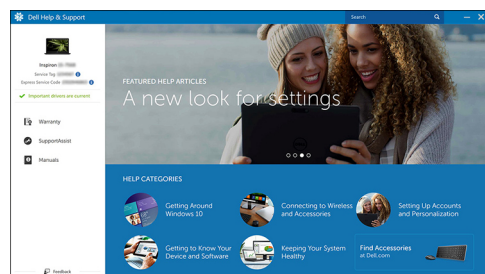 Dell Help & Support
Search
Inspiron
Service Tag
Express Service Code
Important drivers are current
Warranty
SupportAssist
Manuals
Feedback
FEATURED HELP ARTICLES
A new look for settings
HELP CATEGORIES
Getting Around
Windows 10
Connecting to Wireless
and Accessories
Setting Up Accounts
and Personalization
Getting to Know Your
Device and Software
Keeping Your System
Healthy
Find Accessories
at Dell.com